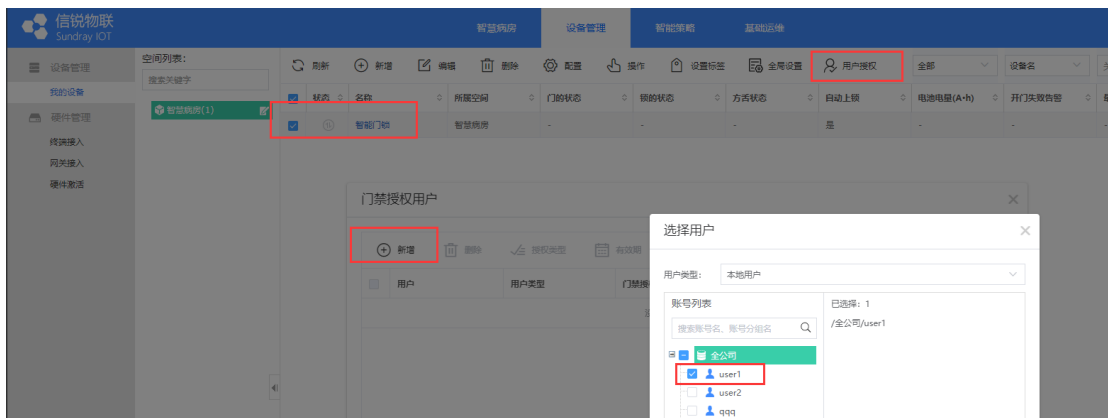 信锐物联
Sundray IOT
智慧病房 设备管理 智能策略 基础运维
设备管理
我的设备
硬件管理
终端接入
网关接入
硬件激活
空间列表:
搜索关键字
智慧病房(1)
刷新 新增 编辑 删除 配置 操作 设置标签 全局设置 用户授权 全部 设备名
状态 名称 所属空间 门的状态 锁的状态 方舌状态 自动上锁 电池电量(A·h) 开门失败告警
智能门锁 智慧病房 - - - 是 - - -
门禁授权用户
新增 删除 授权类型 有效期
用户 用户类型 门禁授
选择用户
用户类型: 本地用户
账号列表
搜索账号名、账号分组名
全公司
user1
user2
qqq
已选择: 1
/全公司/user1